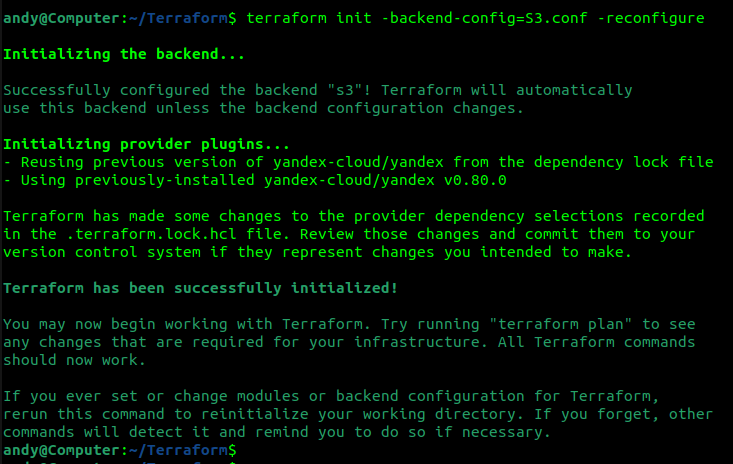 andy@Computer:~/Terraform$ terraform init -backend-config=S3.conf -reconfigure
Initializing the backend...
Successfully configured the backend "s3"! Terraform will automatically
use this backend unless the backend configuration changes.
Initializing provider plugins...
- Reusing previous version of yandex-cloud/yandex from the dependency lock file
- Using previously-installed yandex-cloud/yandex v0.80.0
Terraform has made some changes to the provider dependency selections recorded
in the .terraform.lock.hcl file. Review those changes and commit them to your
version control system if they represent changes you intended to make.
Terraform has been successfully initialized!
You may now begin working with Terraform. Try running "terraform plan" to see
any changes that are required for your infrastructure. All Terraform commands
should now work.
If you ever set or change modules or backend configuration for Terraform,
rerun this command to reinitialize your working directory. If you forget, other
commands will detect it and remind you to do so if necessary.
andy@Computer:~/Terraform$